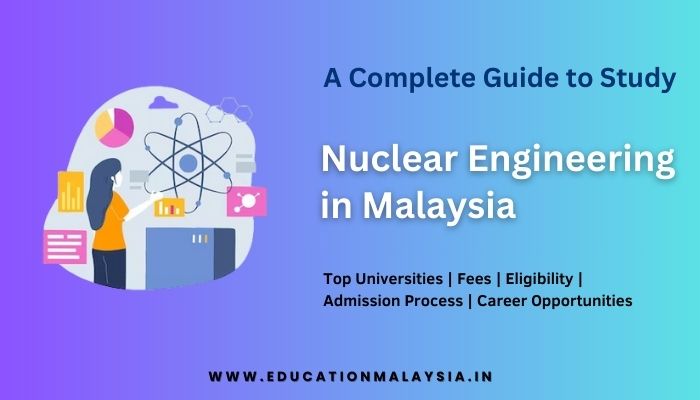 A Complete Guide to Study
Nuclear Engineering
in Malaysia
Top Universities | Fees | Eligibility |
Admission Process | Career Opportunities
WWW.EDUCATIONMALAYSIA.IN